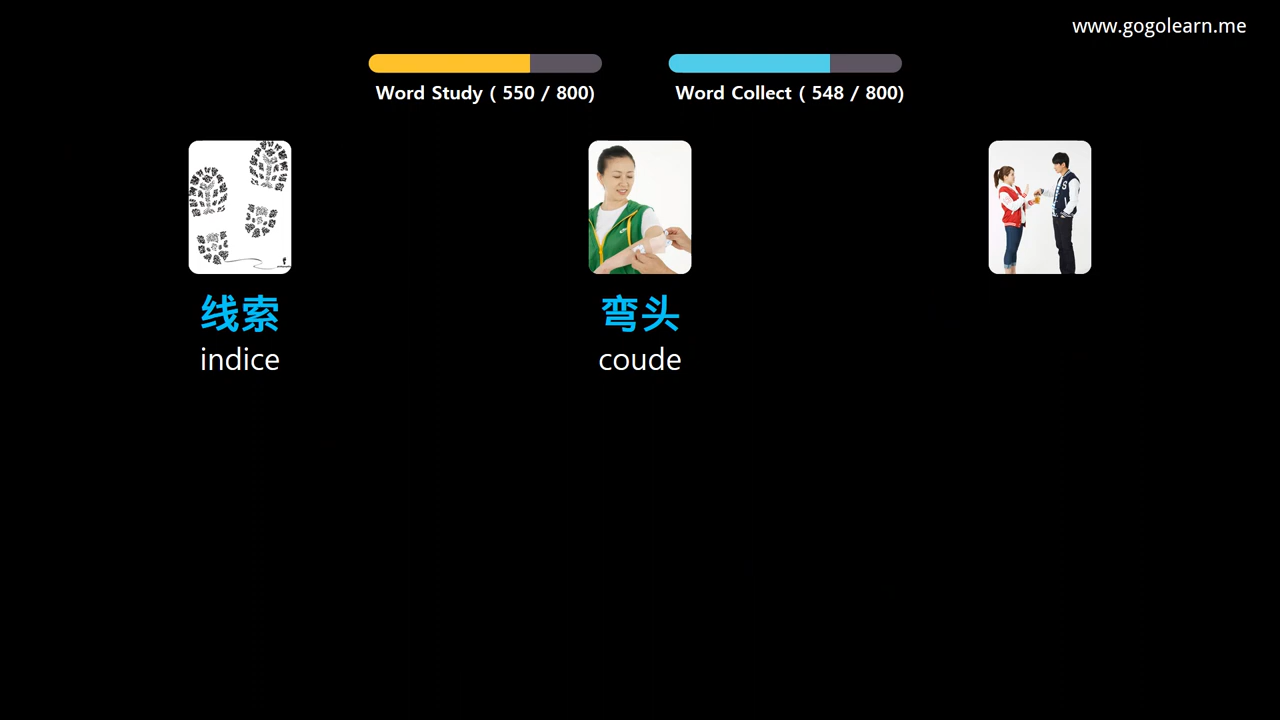 www.gogolearn.me
Word Study ( 550 / 800)
Word Collect ( 548 / 800)
线索
弯头
indice
coude